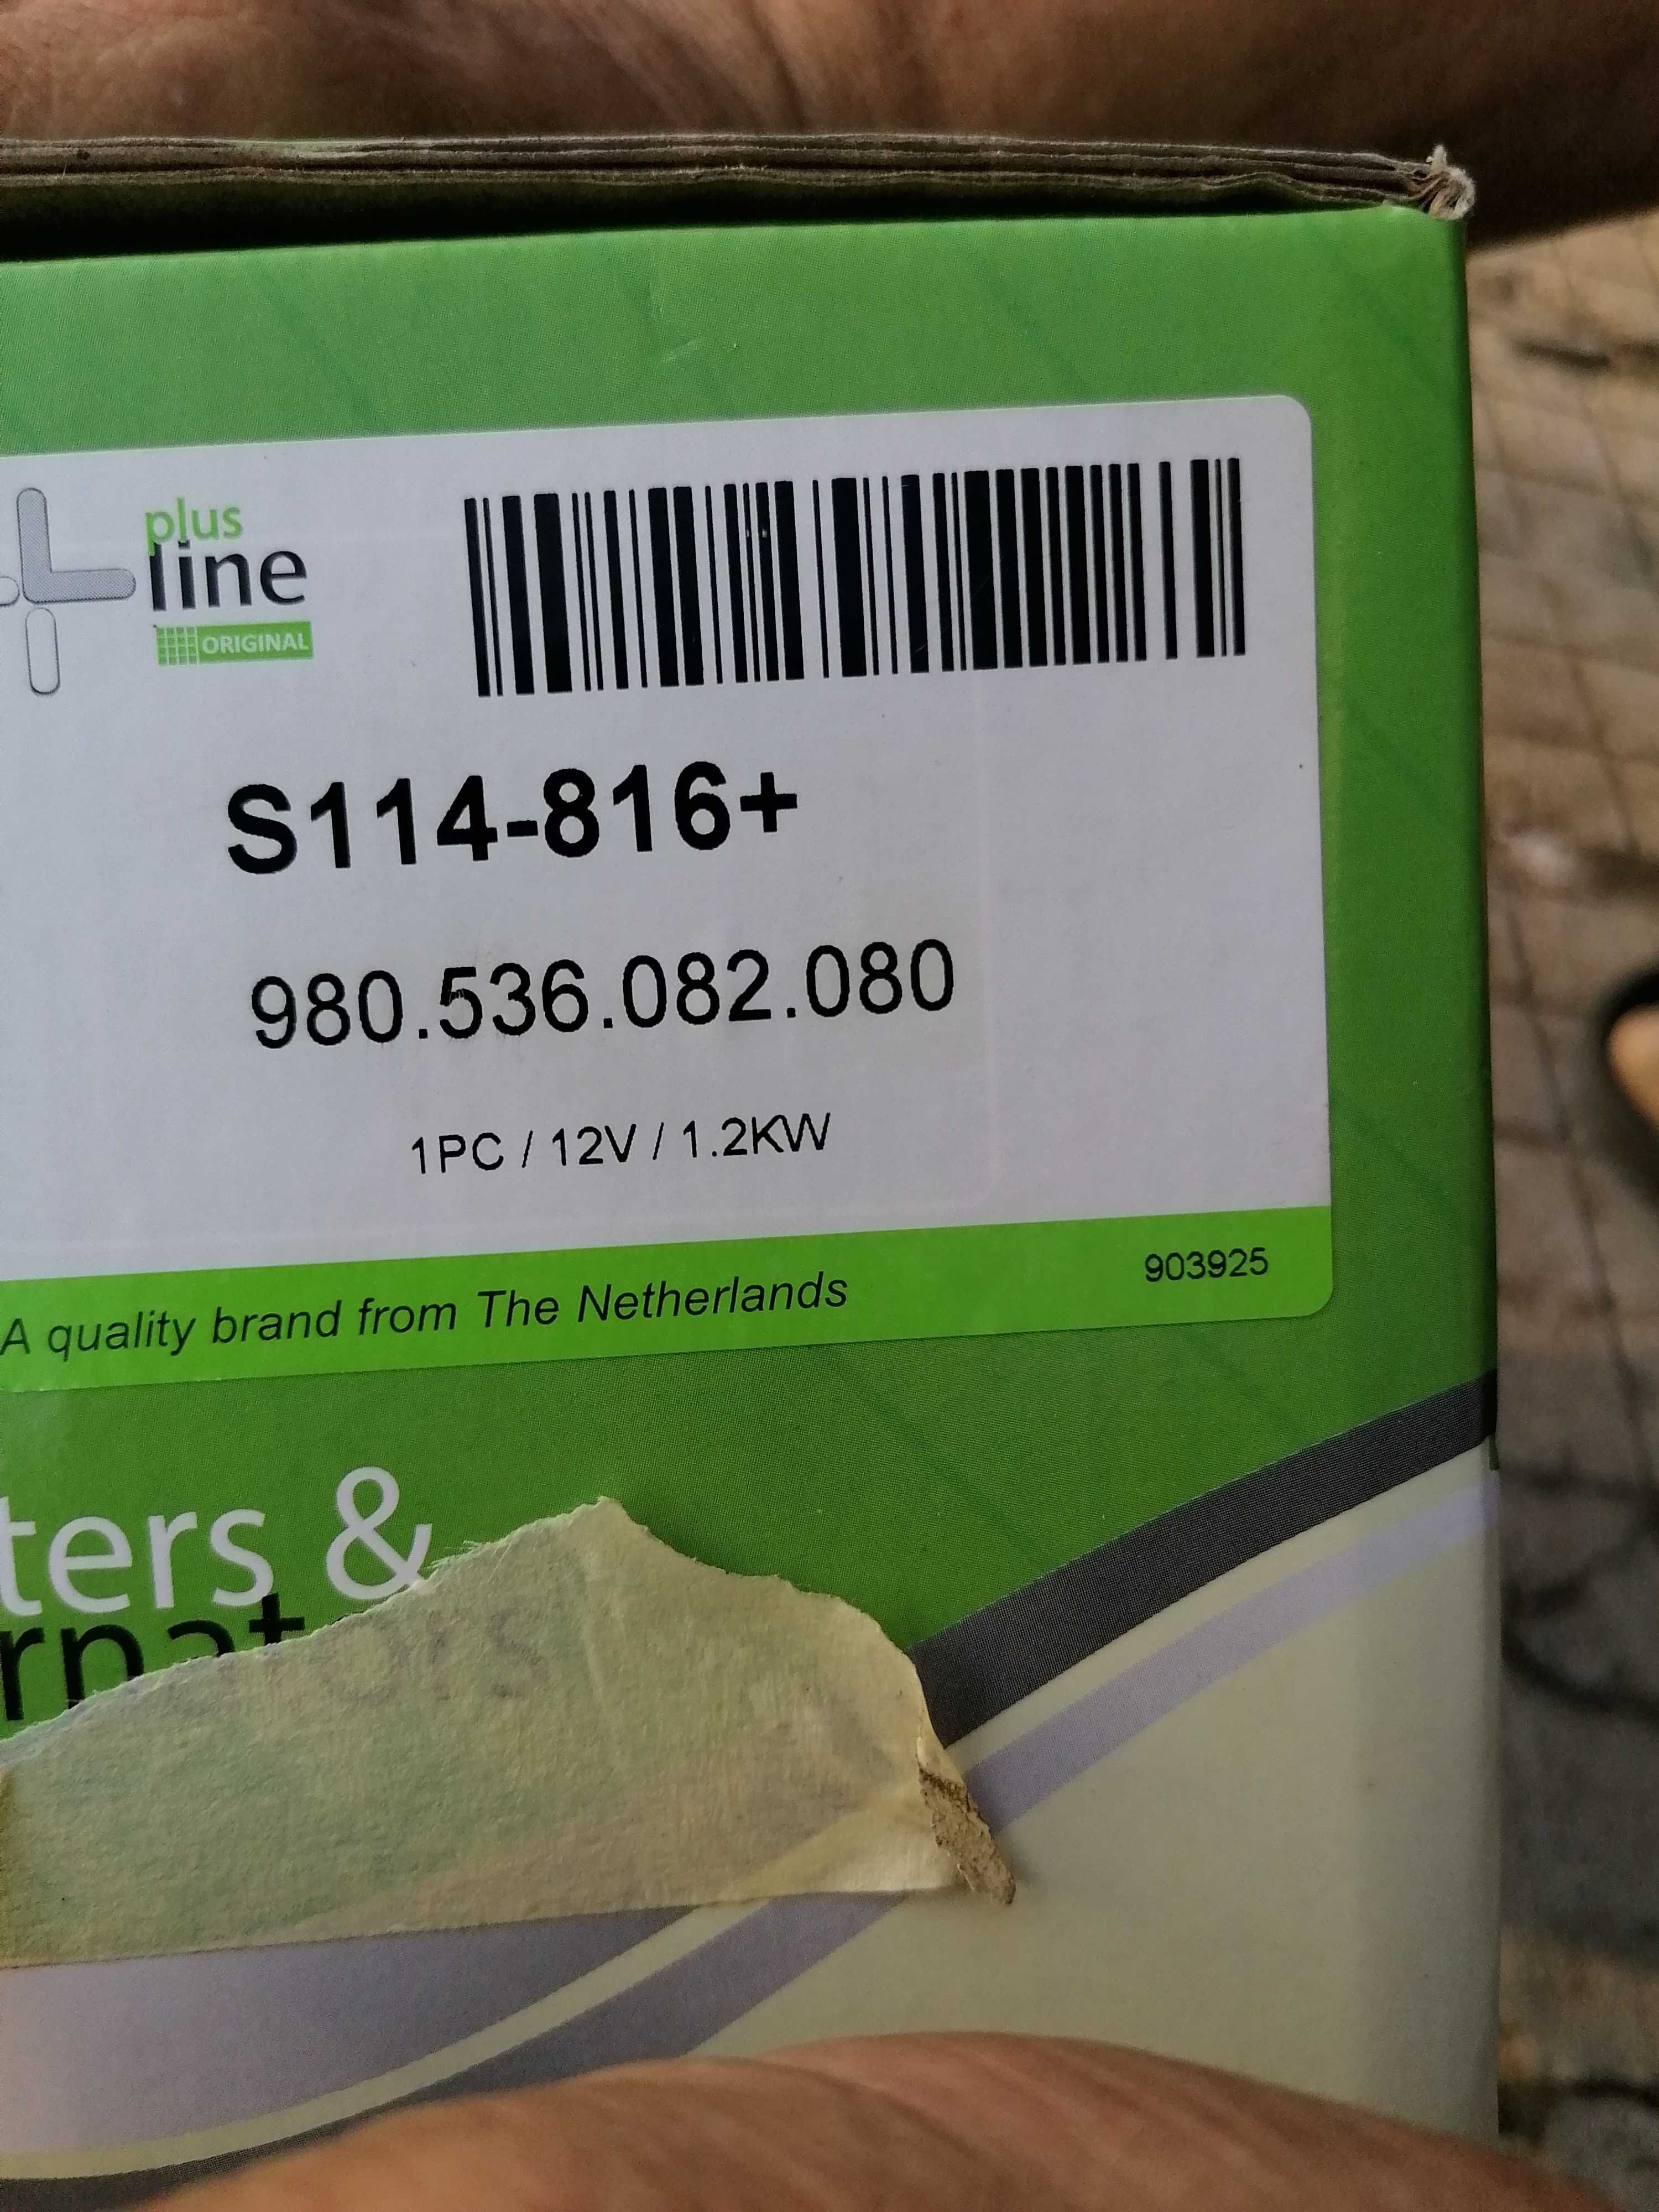 plus
line
ORIGINAL
S114-816+
980.536.082.080
1PC / 12V / 1.2KW
A quality brand from The Netherlands
903925
ters &
rnators